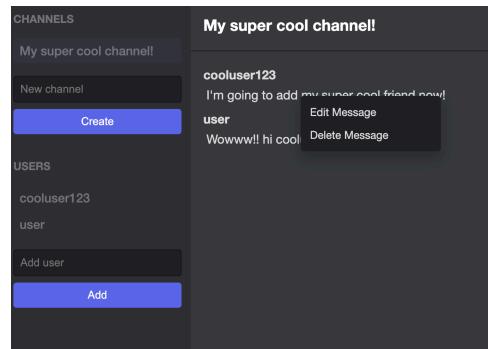 CHANNELS
My super cool channel!
New channel
Create
USERS
cooluser123
user
Add user
Add
My super cool channel!
cooluser123
I'm going to add my super cool friend now!
user
Wowww!! hi cool
Edit Message
Delete Message